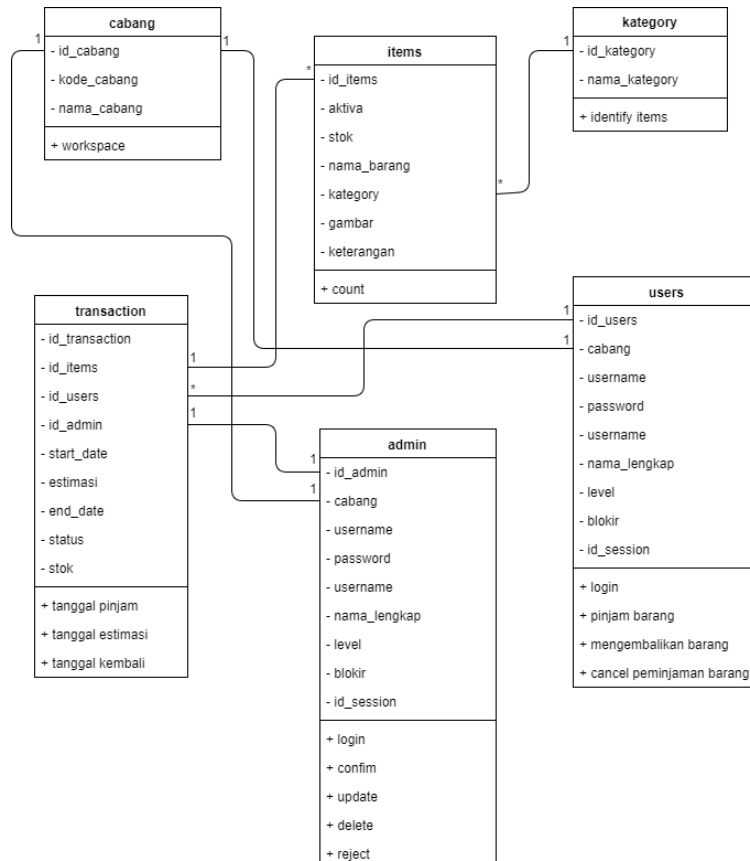 cabang
- id_cabang
- kode_cabang
- nama_cabang
+ workspace
1
1
items
- id_items
- aktiva
- stok
- nama_barang
- kategory
- gambar
- keterangan
+ count
*
*
kategory
- id_kategory
- nama_kategory
+ identify items
1
transaction
- id_transaction
- id_items
- id_users
- id_admin
- start_date
- estimasi
- end_date
- status
- stok
+ tanggal pinjam
+ tanggal estimasi
+ tanggal kembali
1
*
1
admin
- id_admin
- cabang
- username
- password
- username
- nama_lengkap
- level
- blokir
- id_session
+ login
+ confim
+ update
+ delete
+ reject
1
1
users
- id_users
- cabang
- username
- password
- username
- nama_lengkap
- level
- blokir
- id_session
+ login
+ pinjam barang
+ mengembalikan barang
+ cancel peminjaman barang
1
1